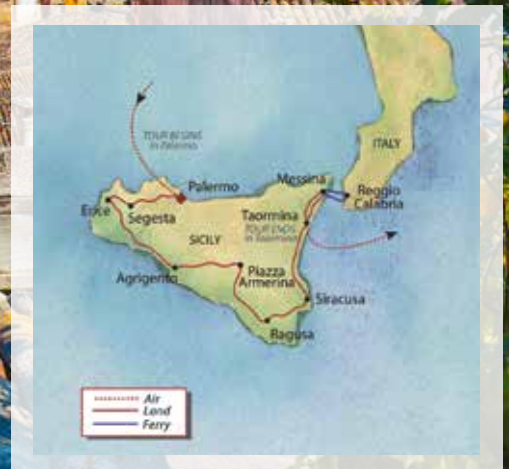 TOUR BEGINS
in Palermo
ITALY
Messina
Palermo
Reggio
Calabria
Erice
Segesta
Taormina
TOUR ENDS
in Taormina
SICILY
Agrigento
Piazza
Armerina
Siracusa
Ragusa
Air
Land
Ferry